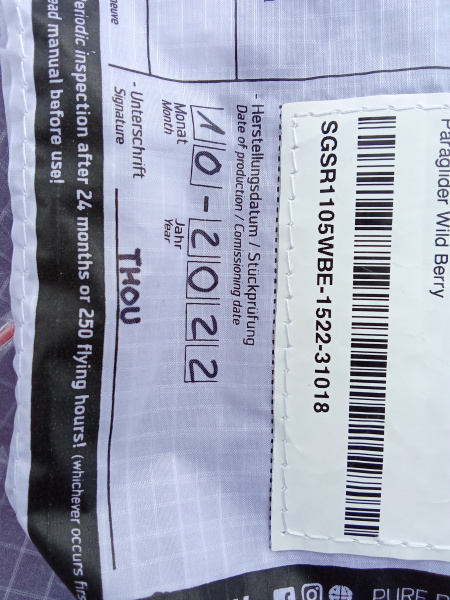 Paraglider Wild Berry
SGSR1105WBE-1522-31018
- Herstellungsdatum / Stückprüfung
Date of production / Comissioning date
10-2022
Monat Jahr
Month Year
- Unterschrift THOU
Signature
eriodic inspection after 24 months or 250 flying hours! (whichever occurs firs
ead manual before use!
PURE